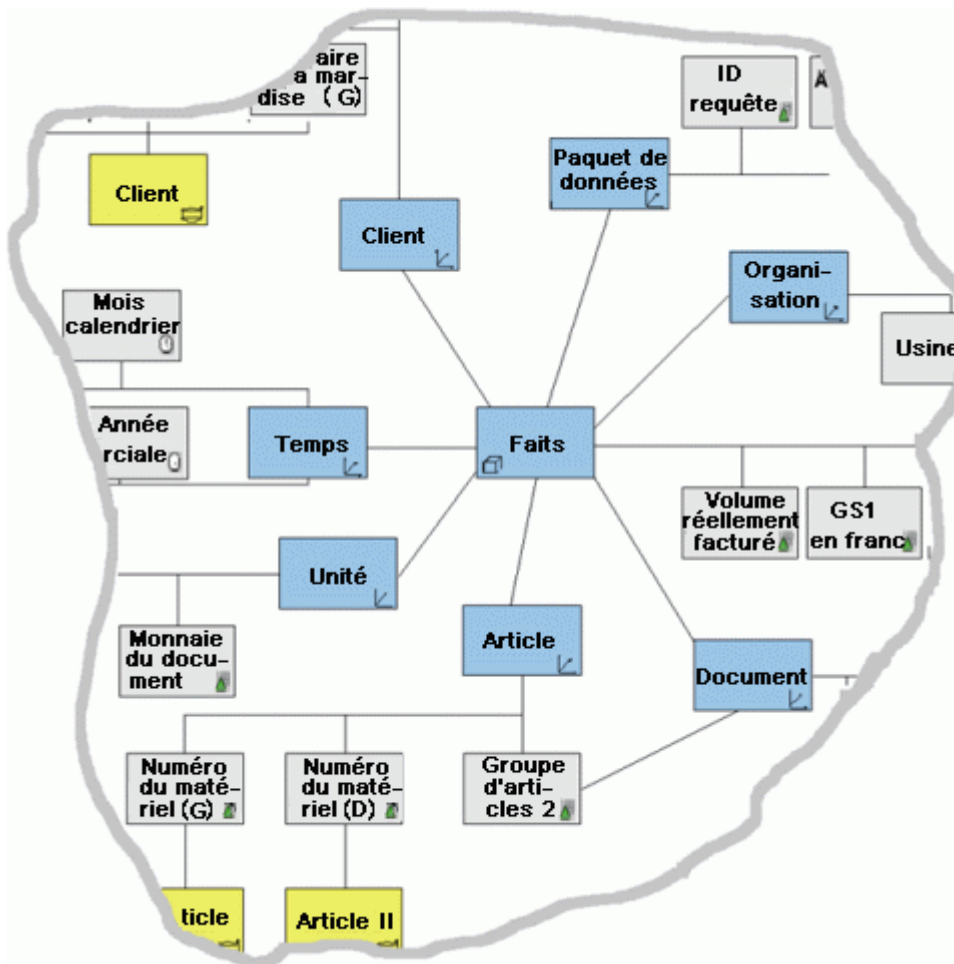 aire
a mar-
dise ( G)
ID
requête
A
Paquet de
données
Client
Client
Organi-
sation
Mois
calendrier
Usine
Année
rciale
Temps
Faits
Volume
réellement
facturé
GS1
en franc
Unité
Article
Monnaie
du docu-
ment
Document
Numéro
du maté-
riel (G)
Numéro
du maté-
riel (D)
Groupe
d'arti-
cles 2
ticle
Article II